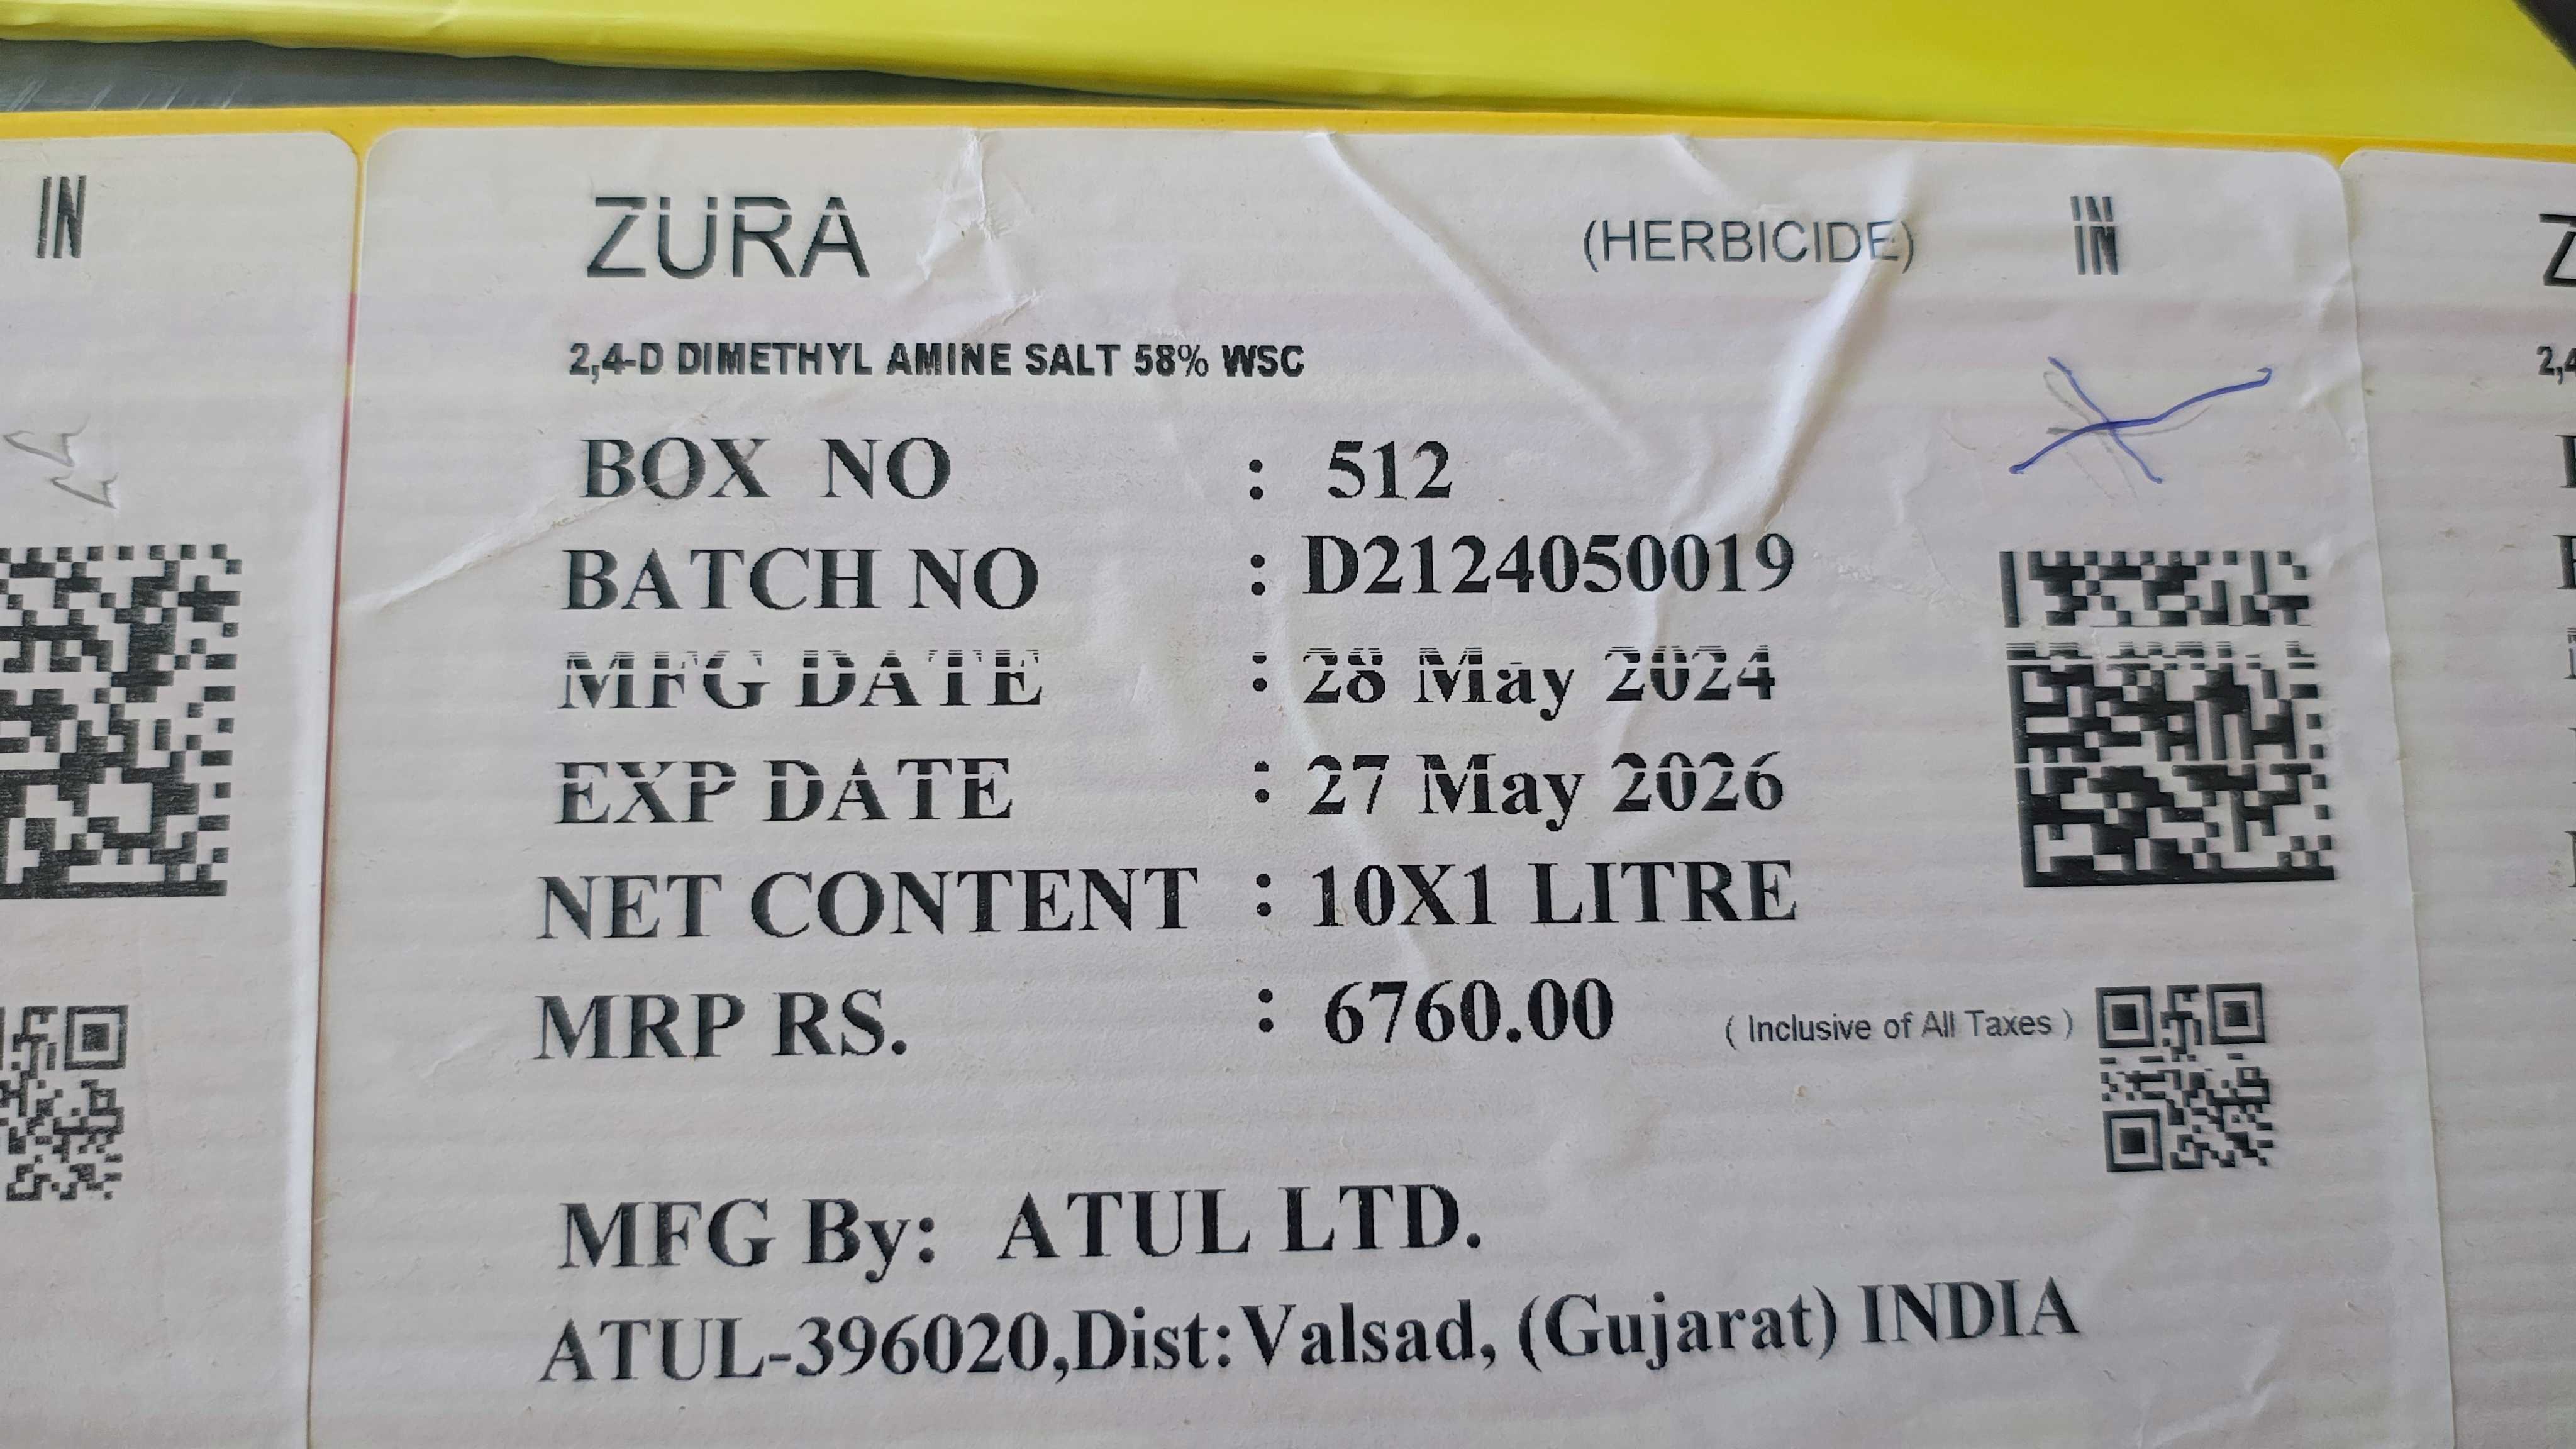 IN
ZURA (HERBICIDE) IN
IN
2,4-D DIMETHYL AMINE SALT 58% WSC
BOX NO : 512
BATCH NO : D2124050019
MFG DATE : 28 May 2024
EXP DATE : 27 May 2026
NET CONTENT : 10X1 LITRE
MRP RS. : 6760.00 ( Inclusive of All Taxes )
MFG By: ATUL LTD.
ATUL-396020,Dist:Valsad, (Gujarat) INDIA